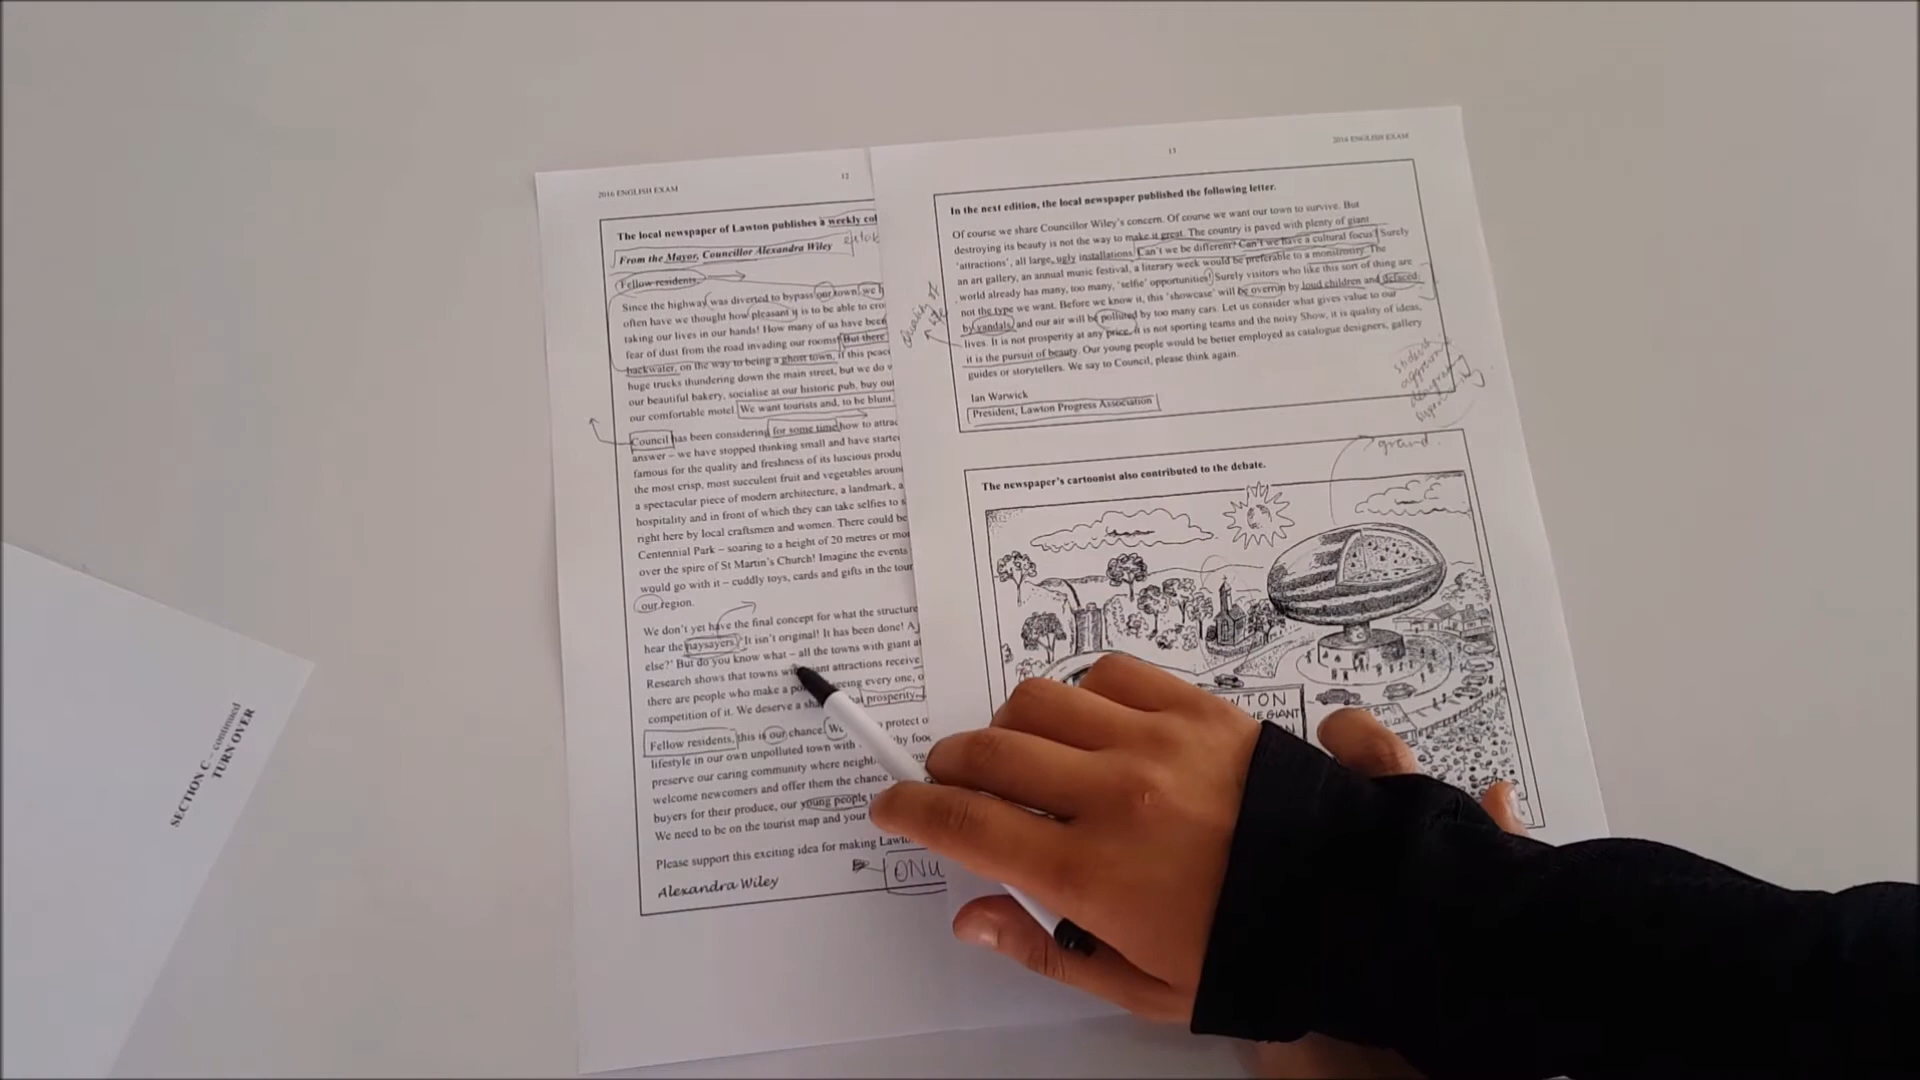 2016 ENGLISH EXAM
12
The local newspaper of Lawton publishes a weekly col
From the Mayor, Councillor Alexandra Wiley
Fellow residents,
Since the highway was diverted to bypass our town, we h
often have we thought how pleasant it is to be able to cro
taking our lives in our hands! How many of us have been
fear of dust from the road invading our rooms! But there
backwater, on the way to being a ghost town, if this peac
huge trucks thundering down the main street, but we do w
our beautiful bakery, socialise at our historic pub, buy our
our comfortable motel. We want tourists and, to be blunt,
Council has been considering for some time how to attrac
answer – we have stopped thinking small and have starte
famous for the quality and freshness of its luscious produ
the most crisp, most succulent fruit and vegetables aroun
a spectacular piece of modern architecture, a landmark, a
hospitality and in front of which they can take selfies to s
right here by local craftsmen and women. There could be
Centennial Park – soaring to a height of 20 metres or mo
over the spire of St Martin's Church! Imagine the events
would go with it – cuddly toys, cards and gifts in the tour
our region.
We don't yet have the final concept for what the structure
hear the naysayers: 'It isn't original! It has been done! A
else?' But do you know what – all the towns with giant a
Research shows that towns with giant attractions receive
there are people who make a po seeing every one, o
competition of it. We deserve a sha prosperity
Fellow residents, this is our chance. We protect o
lifestyle in our own unpolluted town with by foo
preserve our caring community where neigh
welcome newcomers and offer them the chance
buyers for their produce, our young people
We need to be on the tourist map and your
Please support this exciting idea for making Lawto
Alexandra Wiley
13
2016 ENGLISH EXAM
In the next edition, the local newspaper published the following letter.
Of course we share Councillor Wiley's concern. Of course we want our town to survive. But
destroying its beauty is not the way to make it great. The country is paved with plenty of giant
'attractions', all large, ugly installations. Can't we be different? Can't we have a cultural focus? Surely
an art gallery, an annual music festival, a literary week would be preferable to a monstrosity. The
world already has many, too many, 'selfie' opportunities! Surely visitors who like this sort of thing are
not the type we want. Before we know it, this 'showcase' will be overrun by loud children and defaced
by vandals and our air will be polluted by too many cars. Let us consider what gives value to our
lives. It is not prosperity at any price, it is not sporting teams and the noisy Show, it is quality of ideas,
it is the pursuit of beauty. Our young people would be better employed as catalogue designers, gallery
guides or storytellers. We say to Council, please think again.
Ian Warwick
President, Lawton Progress Association
quality of life
grand.
The newspaper's cartoonist also contributed to the debate.
WTON
E GIANT
SECTION C – continued
TURN OVER